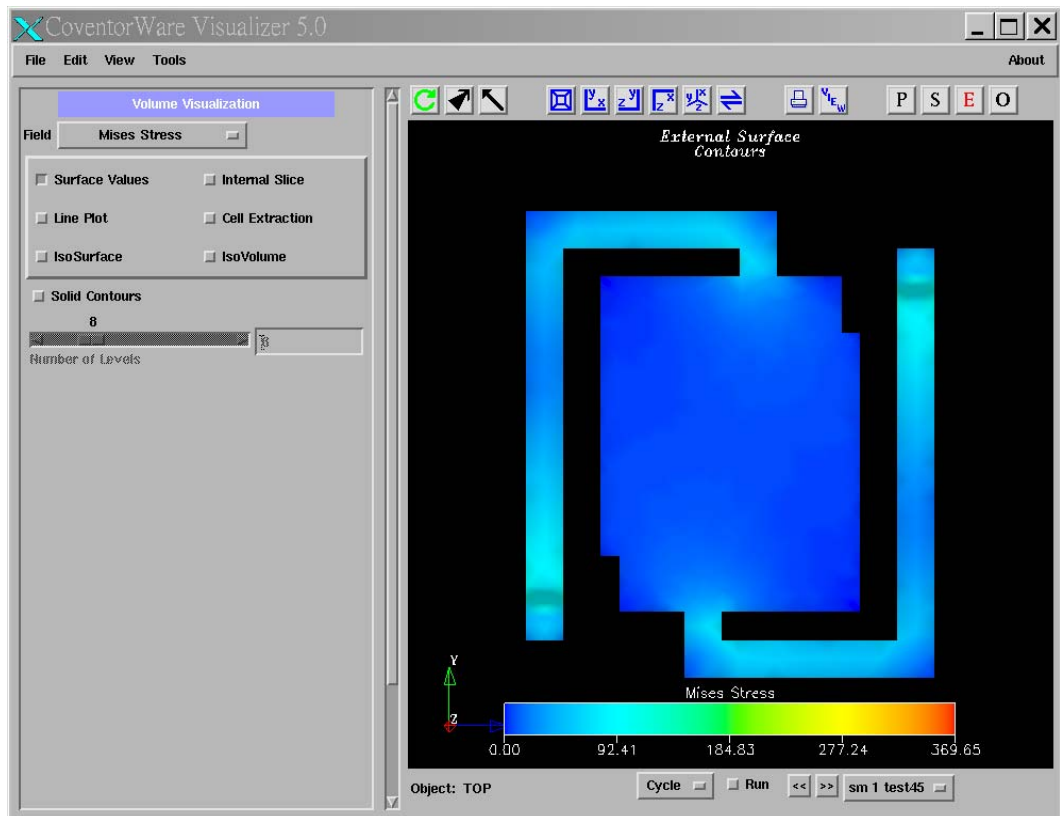 CoventorWare Visualizer 5.0
File Edit View Tools About
Volume Visualization
Field Mises Stress
Surface Values Internal Slice
Line Plot Cell Extraction
IsoSurface IsoVolume
Solid Contours
8
8
Number of Levels
P S E O
External Surface
Contours
Y
Z
Mises Stress
0.00 92.41 184.83 277.24 369.65
Object: TOP Cycle Run << >> sm 1 test45